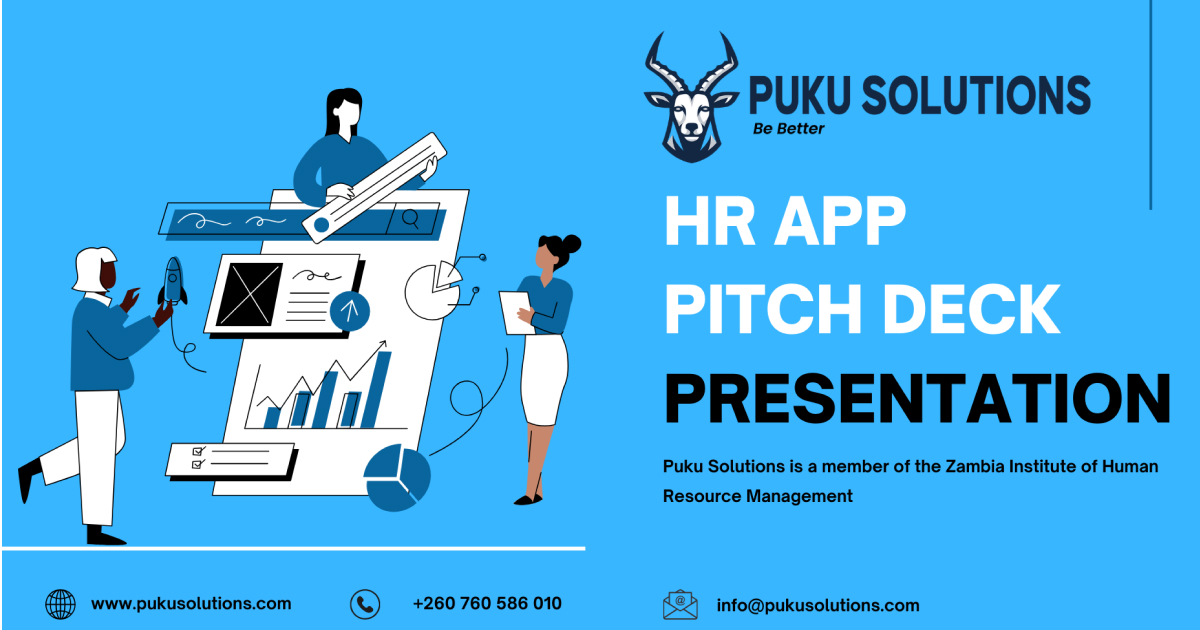 PUKU SOLUTIONS
Be Better
HR APP
PITCH DECK
PRESENTATION
Puku Solutions is a member of the Zambia Institute of Human
Resource Management
www.pukusolutions.com
+260 760 586 010
info@pukusolutions.com